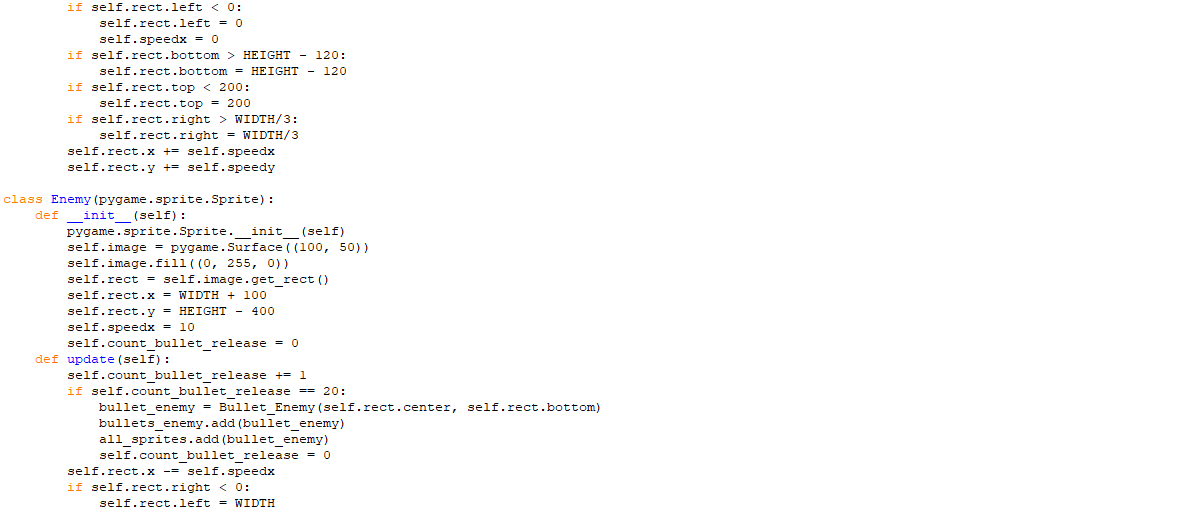 if self.rect.left < 0:
            self.rect.left = 0
            self.speedx = 0
        if self.rect.bottom > HEIGHT - 120:
            self.rect.bottom = HEIGHT - 120
        if self.rect.top < 200:
            self.rect.top = 200
        if self.rect.right > WIDTH/3:
            self.rect.right = WIDTH/3
        self.rect.x += self.speedx
        self.rect.y += self.speedy

class Enemy(pygame.sprite.Sprite):
    def __init__(self):
        pygame.sprite.Sprite.__init__(self)
        self.image = pygame.Surface((100, 50))
        self.image.fill((0, 255, 0))
        self.rect = self.image.get_rect()
        self.rect.x = WIDTH + 100
        self.rect.y = HEIGHT - 400
        self.speedx = 10
        self.count_bullet_release = 0
    def update(self):
        self.count_bullet_release += 1
        if self.count_bullet_release == 20:
            bullet_enemy = Bullet_Enemy(self.rect.center, self.rect.bottom)
            bullets_enemy.add(bullet_enemy)
            all_sprites.add(bullet_enemy)
            self.count_bullet_release = 0
        self.rect.x -= self.speedx
        if self.rect.right < 0:
            self.rect.left = WIDTH